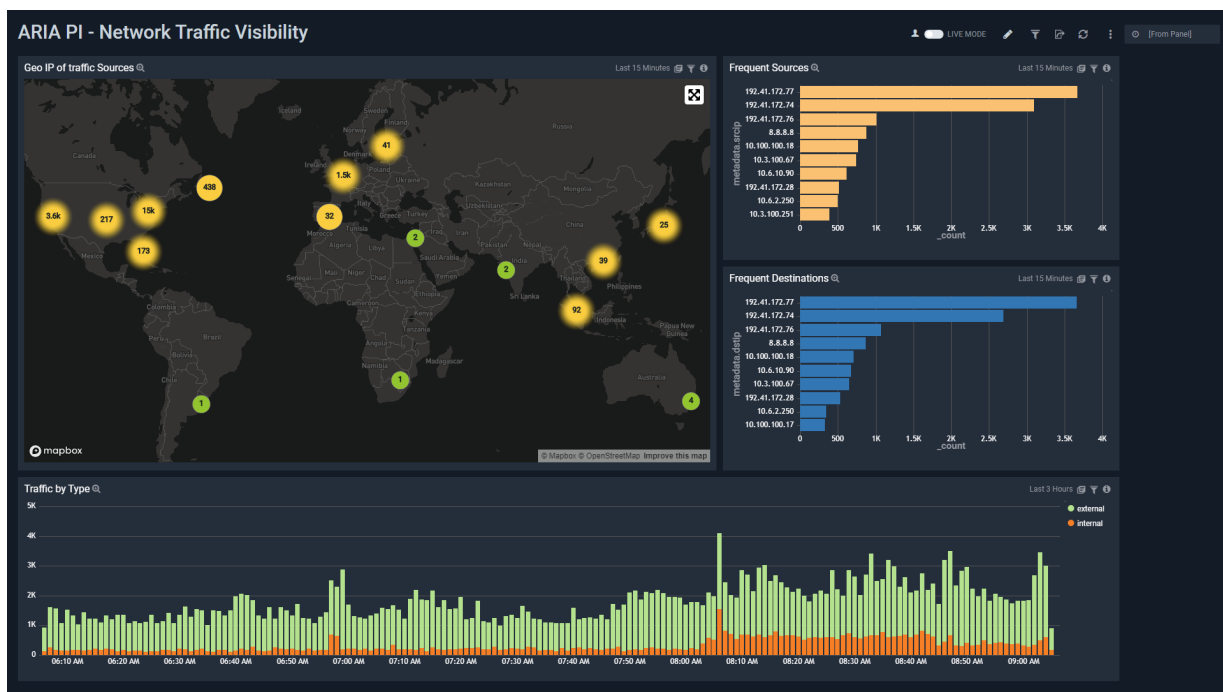 ARIA PI - Network Traffic Visibility
LIVE MODE
[From Panel]
Geo IP of traffic Sources
Last 15 Minutes
Iceland
Sweden
Finland
Norway
Russia
41
Denmark
Canada
Ireland
Poland
1.5k
Ukraine
438
Kazakhstan
Mongolia
3.6k
217
15k
32
Italy
Greece
Turkey
Uzbekistan
China
25
Tunisia
Morocco
Iraq
Iran
2
Algeria
Libya
Pakistan
Nepal
173
Mexico
Saudi Arabia
India
2
39
Senegal
Mali
Niger
Chad
Sudan
Yemen
Thailand
Philippines
Ethiopia
Sri Lanka
Colombia
Cameroon
Kenya
92
Indonesia
Papua New
Guinea
Tanzania
Peru
Brazil
Angola
Bolivia
Madagascar
Namibia
Chile
1
Australia
1
4
mapbox
© Mapbox © OpenStreetMap Improve this map
Frequent Sources
Last 15 Minutes
metadata.srcip
192.41.172.77
192.41.172.74
192.41.172.76
8.8.8.8
10.100.100.18
10.3.100.67
10.6.10.90
192.41.172.28
10.6.2.250
10.3.100.251
0 500 1K 1.5K 2K 2.5K 3K 3.5K 4K
_count
Frequent Destinations
Last 15 Minutes
metadata.dstip
192.41.172.77
192.41.172.74
192.41.172.76
8.8.8.8
10.100.100.18
10.6.10.90
10.3.100.67
192.41.172.28
10.6.2.250
10.100.100.17
0 500 1K 1.5K 2K 2.5K 3K 3.5K 4K
_count
Traffic by Type
Last 3 Hours
5K
4K
3K
2K
1K
0
external
internal
06:10 AM 06:20 AM 06:30 AM 06:40 AM 06:50 AM 07:00 AM 07:10 AM 07:20 AM 07:30 AM 07:40 AM 07:50 AM 08:00 AM 08:10 AM 08:20 AM 08:30 AM 08:40 AM 08:50 AM 09:00 AM